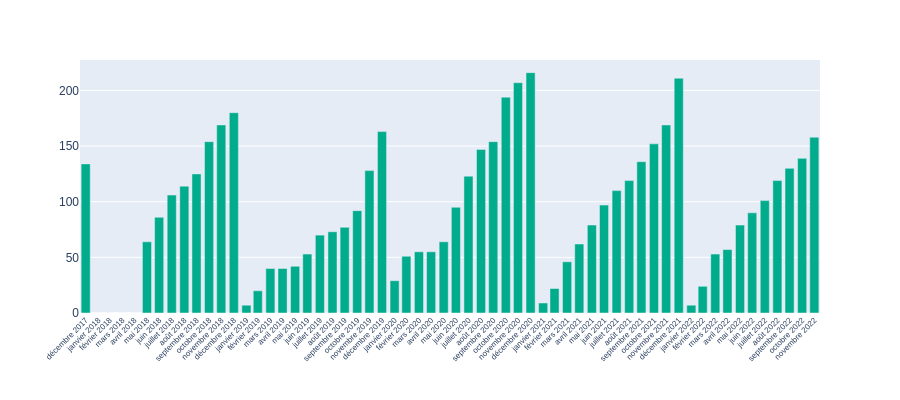 200
150
100
50
0
décembre 2017
janvier 2018
février 2018
mars 2018
avril 2018
mai 2018
juin 2018
juillet 2018
août 2018
septembre 2018
octobre 2018
novembre 2018
décembre 2018
janvier 2019
février 2019
mars 2019
avril 2019
mai 2019
juin 2019
juillet 2019
août 2019
septembre 2019
octobre 2019
novembre 2019
décembre 2019
janvier 2020
février 2020
mars 2020
avril 2020
mai 2020
juin 2020
juillet 2020
août 2020
septembre 2020
octobre 2020
novembre 2020
décembre 2020
janvier 2021
février 2021
mars 2021
avril 2021
mai 2021
juin 2021
juillet 2021
août 2021
septembre 2021
octobre 2021
novembre 2021
décembre 2021
janvier 2022
février 2022
mars 2022
avril 2022
mai 2022
juin 2022
juillet 2022
août 2022
septembre 2022
octobre 2022
novembre 2022